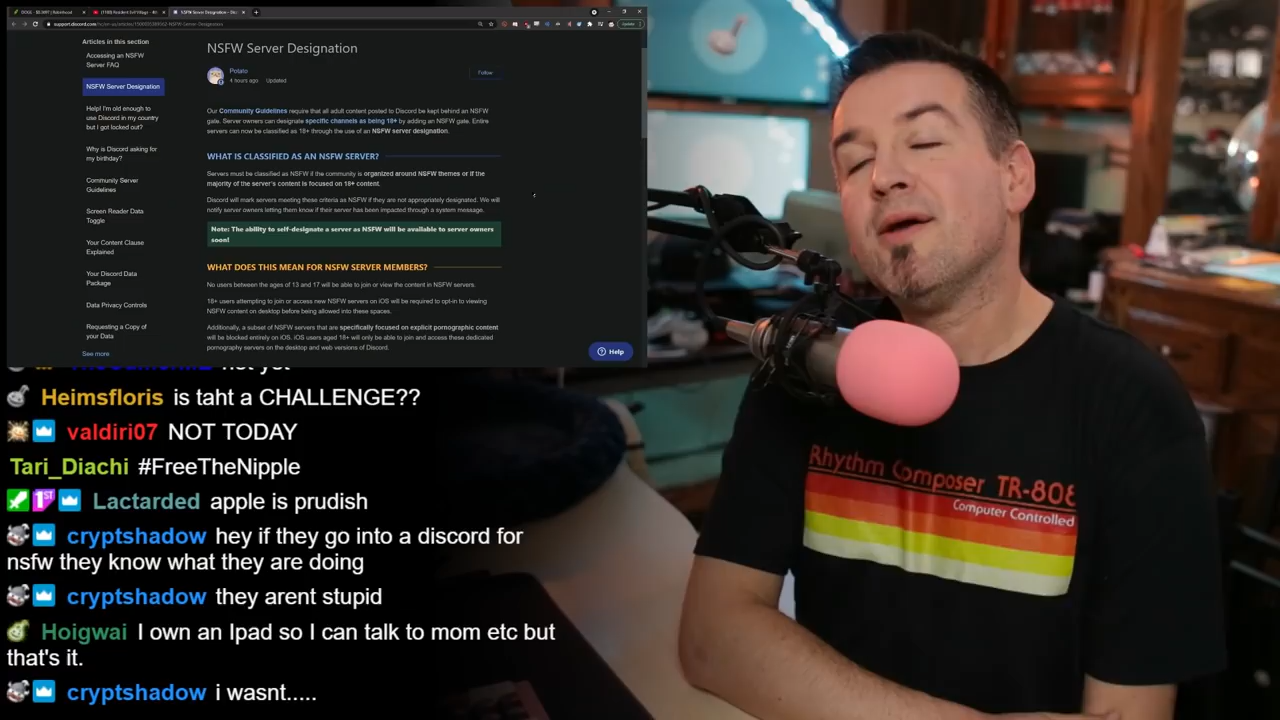 support.discord.com
Articles in this section
Accessing an NSFW
Server FAQ
NSFW Server Designation
Help! I'm old enough to
use Discord in my country
but I got locked out?
Why is Discord asking for
my birthday?
Community Server
Guidelines
Screen Reader Data
Toggle
Your Content Clause
Explained
Your Discord Data
Package
Data Privacy Controls
Requesting a Copy of
your Data
See more
NSFW Server Designation
Potato
4 hours ago Updated
Follow
Our Community Guidelines require that all adult content posted to Discord be kept behind an NSFW
gate. Server owners can designate specific channels as being 18+ by adding an NSFW gate. Entire
servers can now be classified as 18+ through the use of an NSFW server designation.
WHAT IS CLASSIFIED AS AN NSFW SERVER?
Servers must be classified as NSFW if the community is organized around NSFW themes or if the
majority of the server's content is focused on 18+ content.
Discord will mark servers meeting these criteria as NSFW if they are not appropriately designated. We will
notify server owners letting them know if their server has been impacted through a system message.
Note: The ability to self-designate a server as NSFW will be available to server owners
soon!
WHAT DOES THIS MEAN FOR NSFW SERVER MEMBERS?
No users between the ages of 13 and 17 will be able to join or view the content in NSFW servers.
18+ users attempting to join or access new NSFW servers on iOS will be required to opt-in to viewing
NSFW content on desktop before being allowed into these spaces.
Additionally, a subset of NSFW servers that are specifically focused on explicit pornographic content
will be blocked entirely on iOS. iOS users aged 18+ will only be able to join and access these dedicated
pornography servers on the desktop and web versions of Discord.
Help
Heimsfloris is taht a CHALLENGE??
valdiri07 NOT TODAY
Tari_Diachi #FreeTheNipple
1ST Lactarded apple is prudish
cryptshadow hey if they go into a discord for
nsfw they know what they are doing
cryptshadow they arent stupid
Hoigwai I own an Ipad so I can talk to mom etc but
that's it.
cryptshadow i wasnt.....
Rhythm Composer TR-808
Computer Controlled